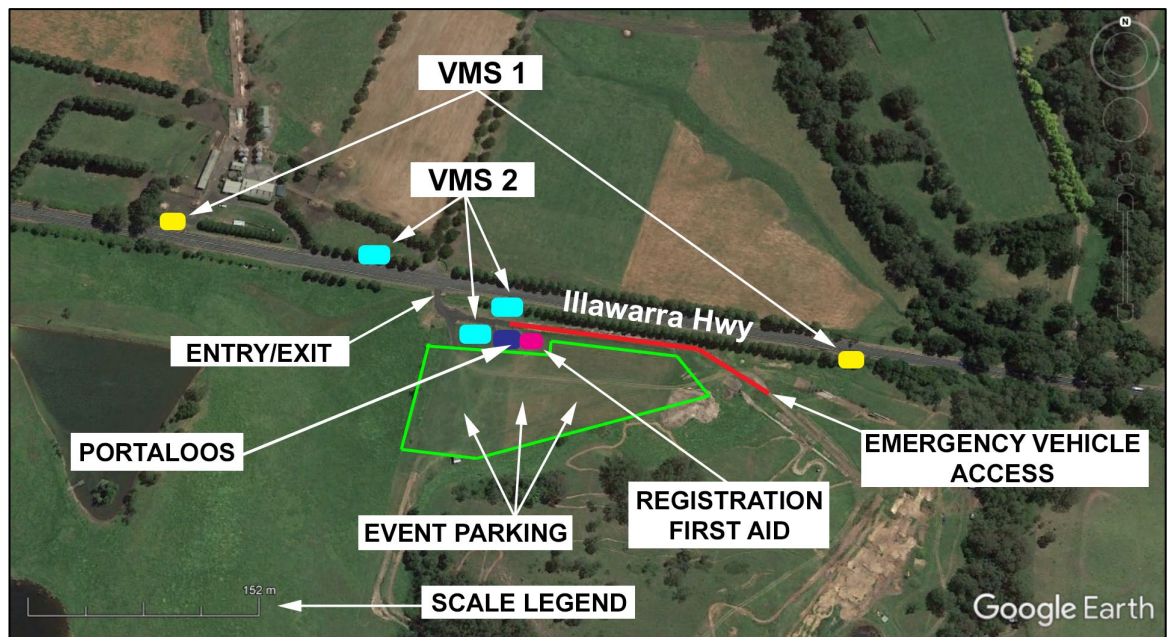 N
VMS 1
VMS 2
Illawarra Hwy
ENTRY/EXIT
PORTALOOS
EMERGENCY VEHICLE
ACCESS
REGISTRATION
FIRST AID
EVENT PARKING
152 m
SCALE LEGEND
Google Earth